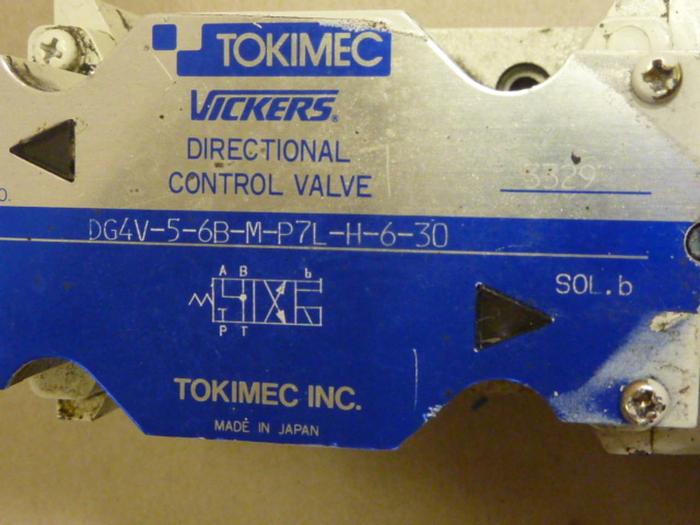 TOKIMEC
VICKERS®
DIRECTIONAL
CONTROL VALVE
3329
O.
DG4V-5-6B-M-P7L-H-6-30
A B b
SOL.b
T
P T
TOKIMEC INC.
MADE IN JAPAN